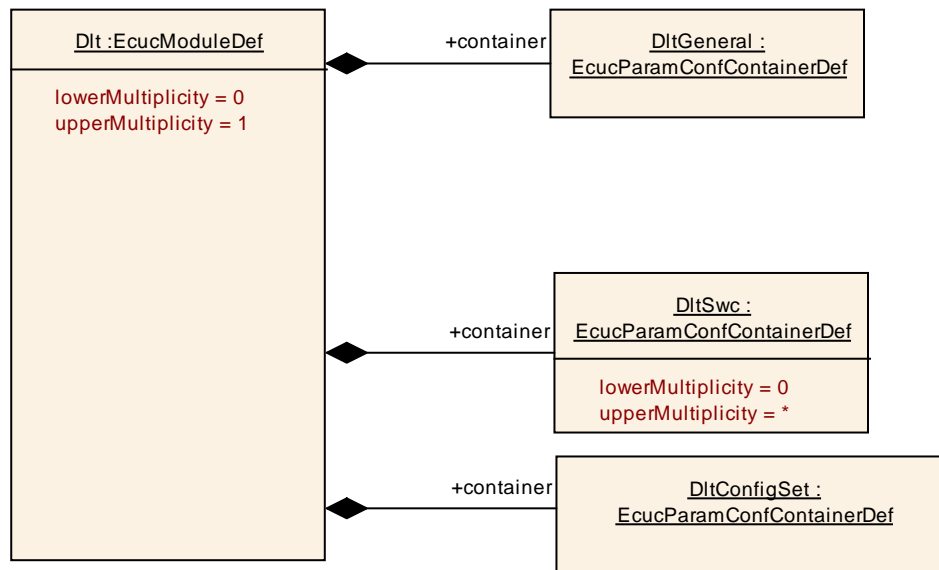 Dlt :EcucModuleDef
lowerMultiplicity = 0
upperMultiplicity = 1
+container
DltGeneral :
EcucParamConfContainerDef
+container
DltSwc :
EcucParamConfContainerDef
lowerMultiplicity = 0
upperMultiplicity = *
+container
DltConfigSet :
EcucParamConfContainerDef